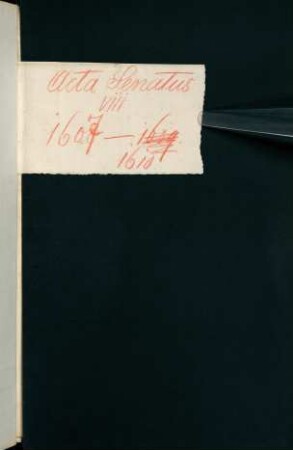 Acta Senatus
VIII
1607 —
1610